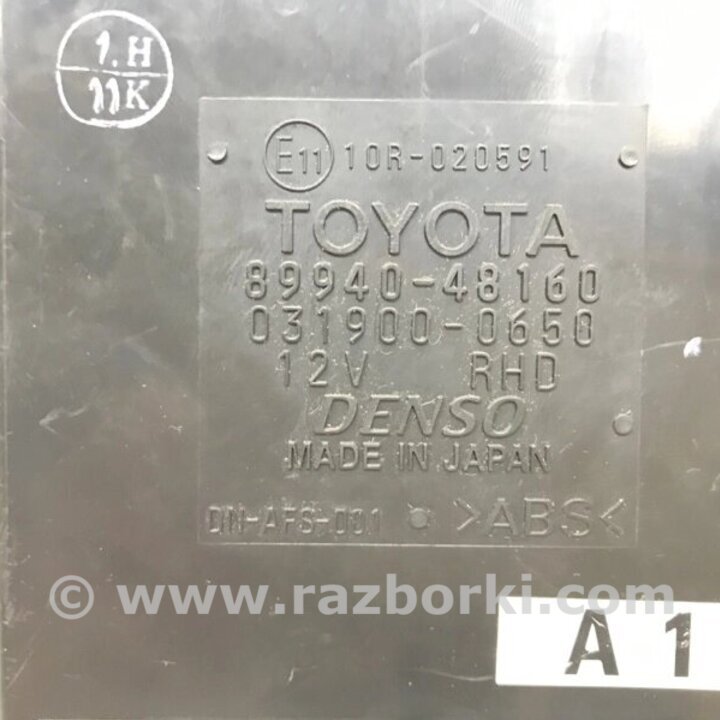 1.H
11K
E11 10R-020591
TOYOTA
89940-48160
031900-0650
12V RHD
DENSO
MADE IN JAPAN
DN-AFS-001 >ABS<
© www.razborki.com
A 1